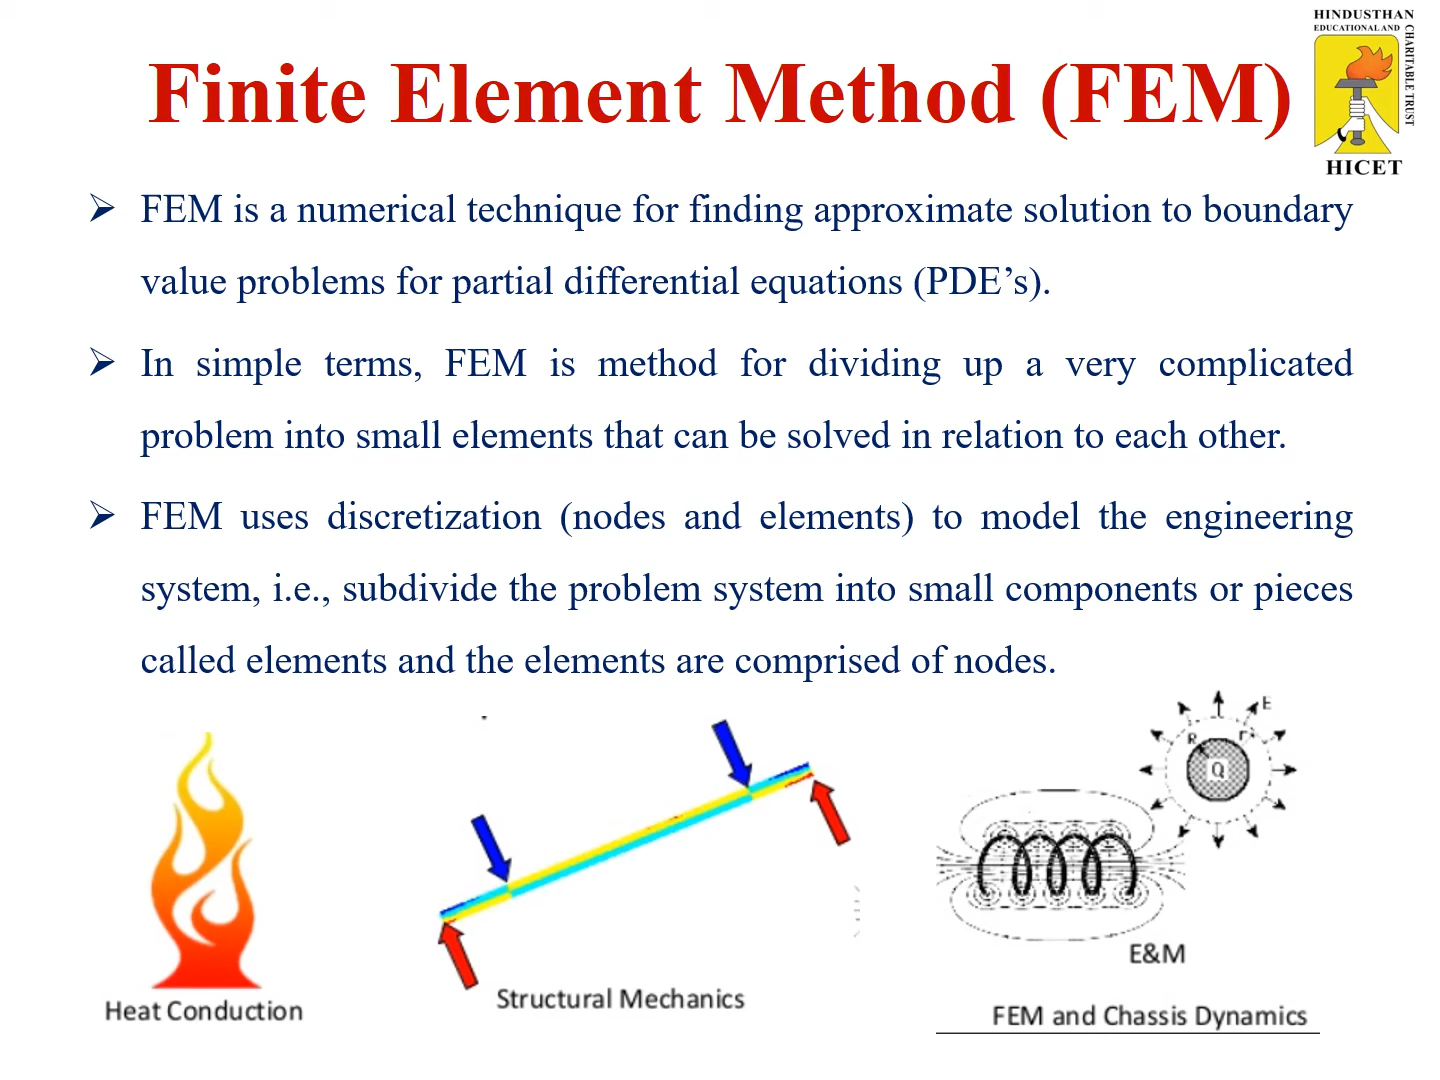 HINDUSTHAN
EDUCATIONAL AND
CHARITABLE TRUST
HICET
Finite Element Method (FEM)
➢ FEM is a numerical technique for finding approximate solution to boundary
value problems for partial differential equations (PDE’s).
➢ In simple terms, FEM is method for dividing up a very complicated
problem into small elements that can be solved in relation to each other.
➢ FEM uses discretization (nodes and elements) to model the engineering
system, i.e., subdivide the problem system into small components or pieces
called elements and the elements are comprised of nodes.
E
R r
Q
E&M
Heat Conduction
Structural Mechanics
FEM and Chassis Dynamics